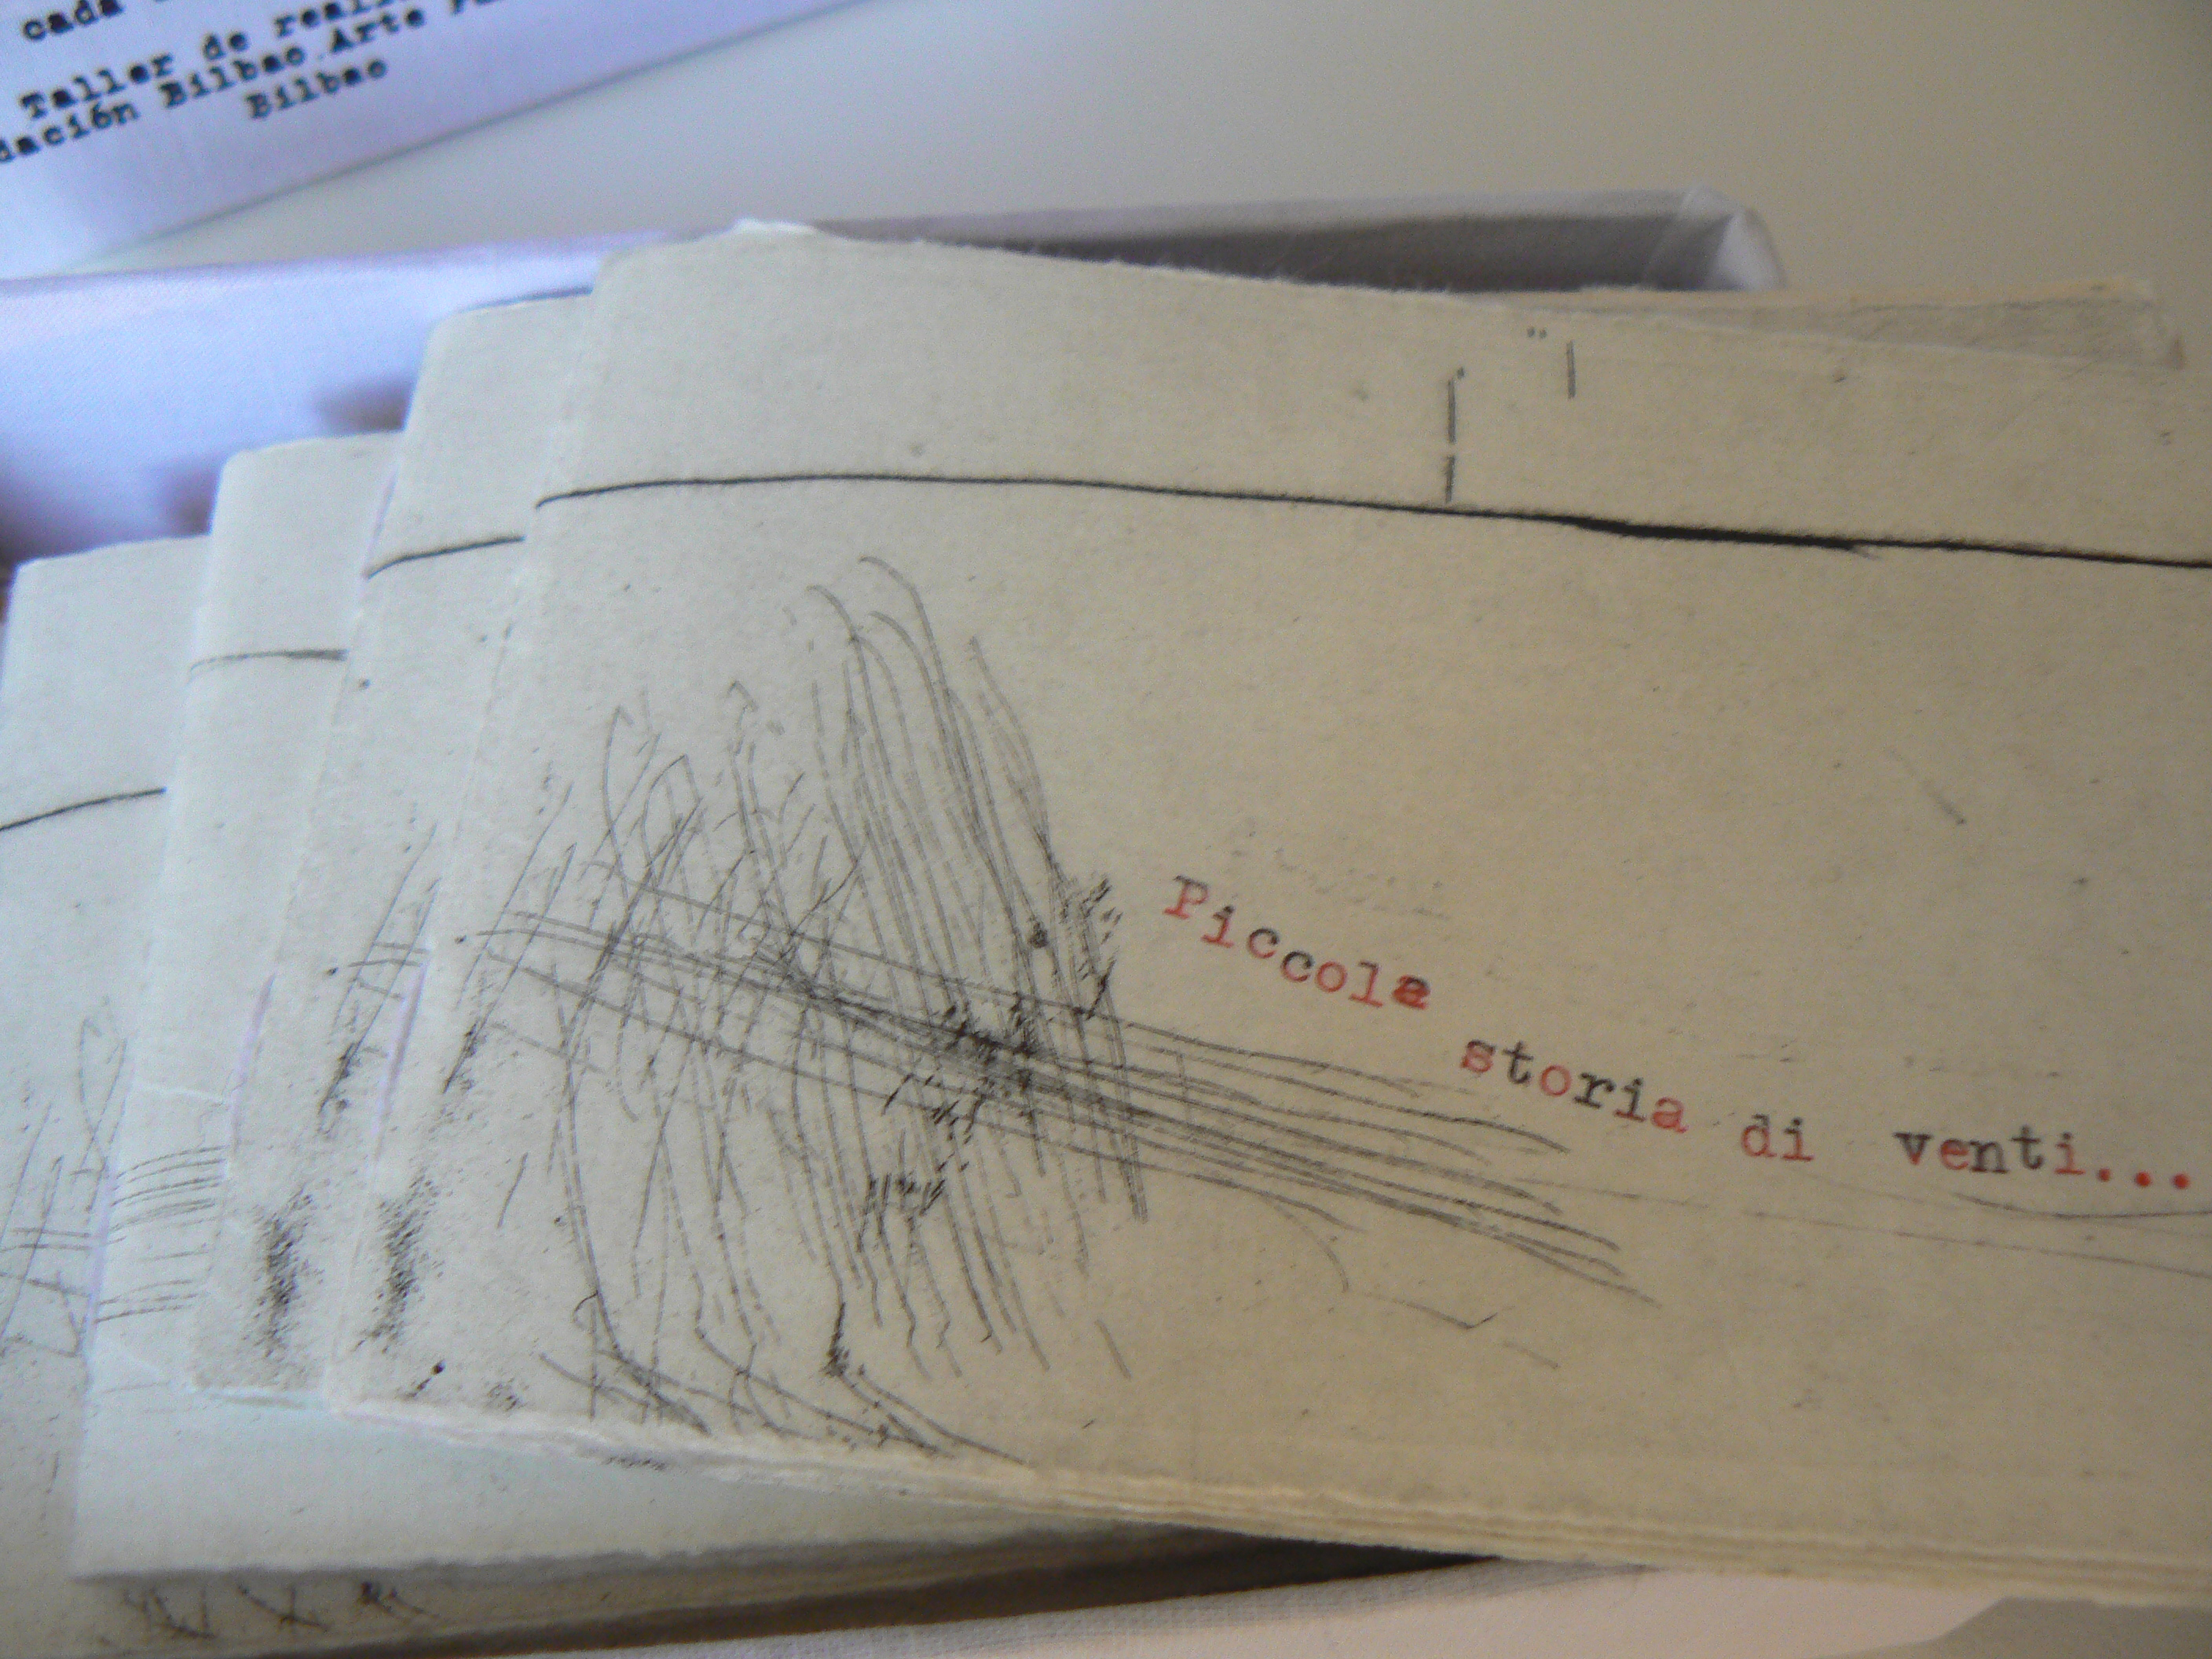 cada
Taller de reali
dación Bilbao Arte
Bilbao
Piccola storia di venti...